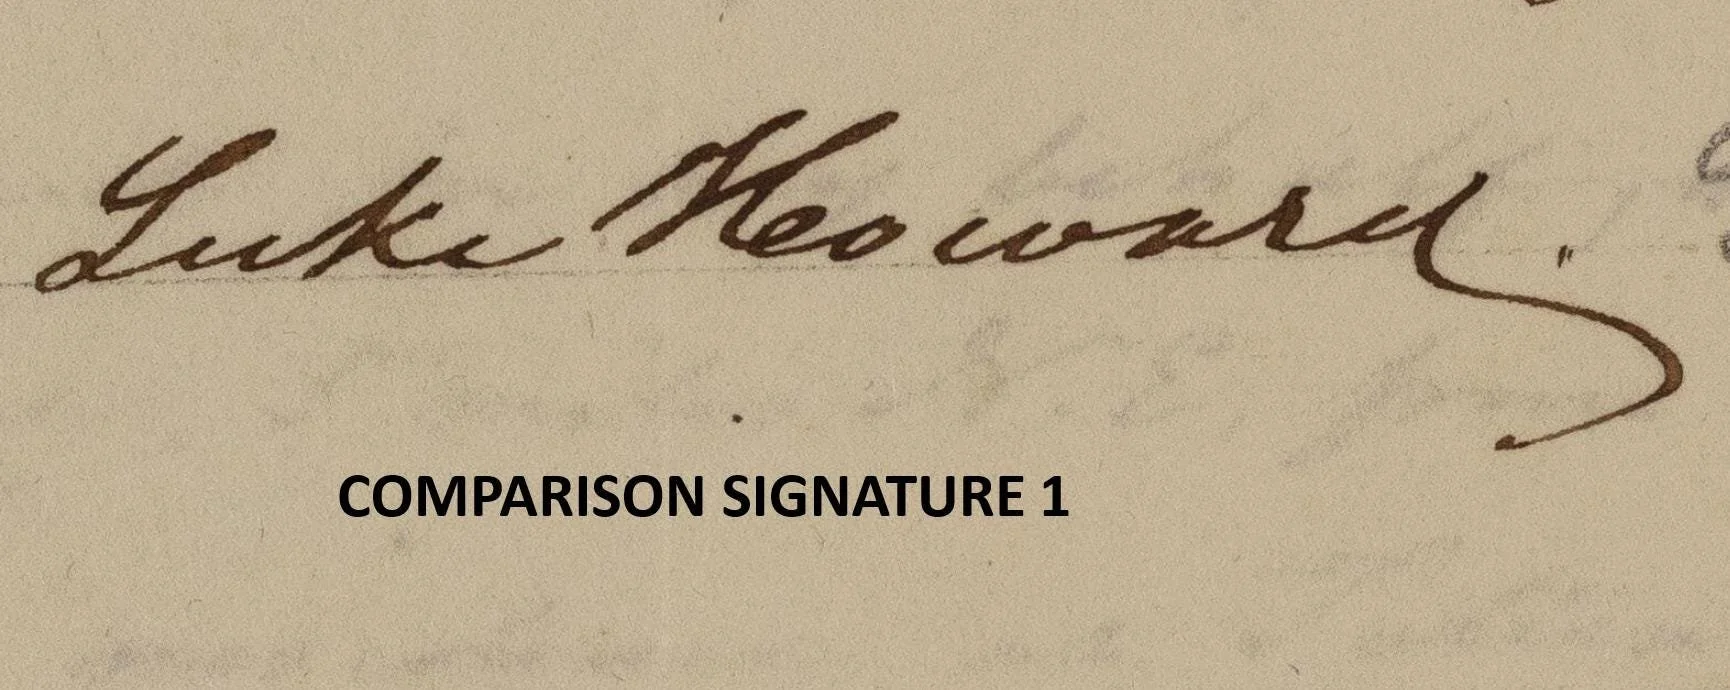 Luke Howard.
COMPARISON SIGNATURE 1